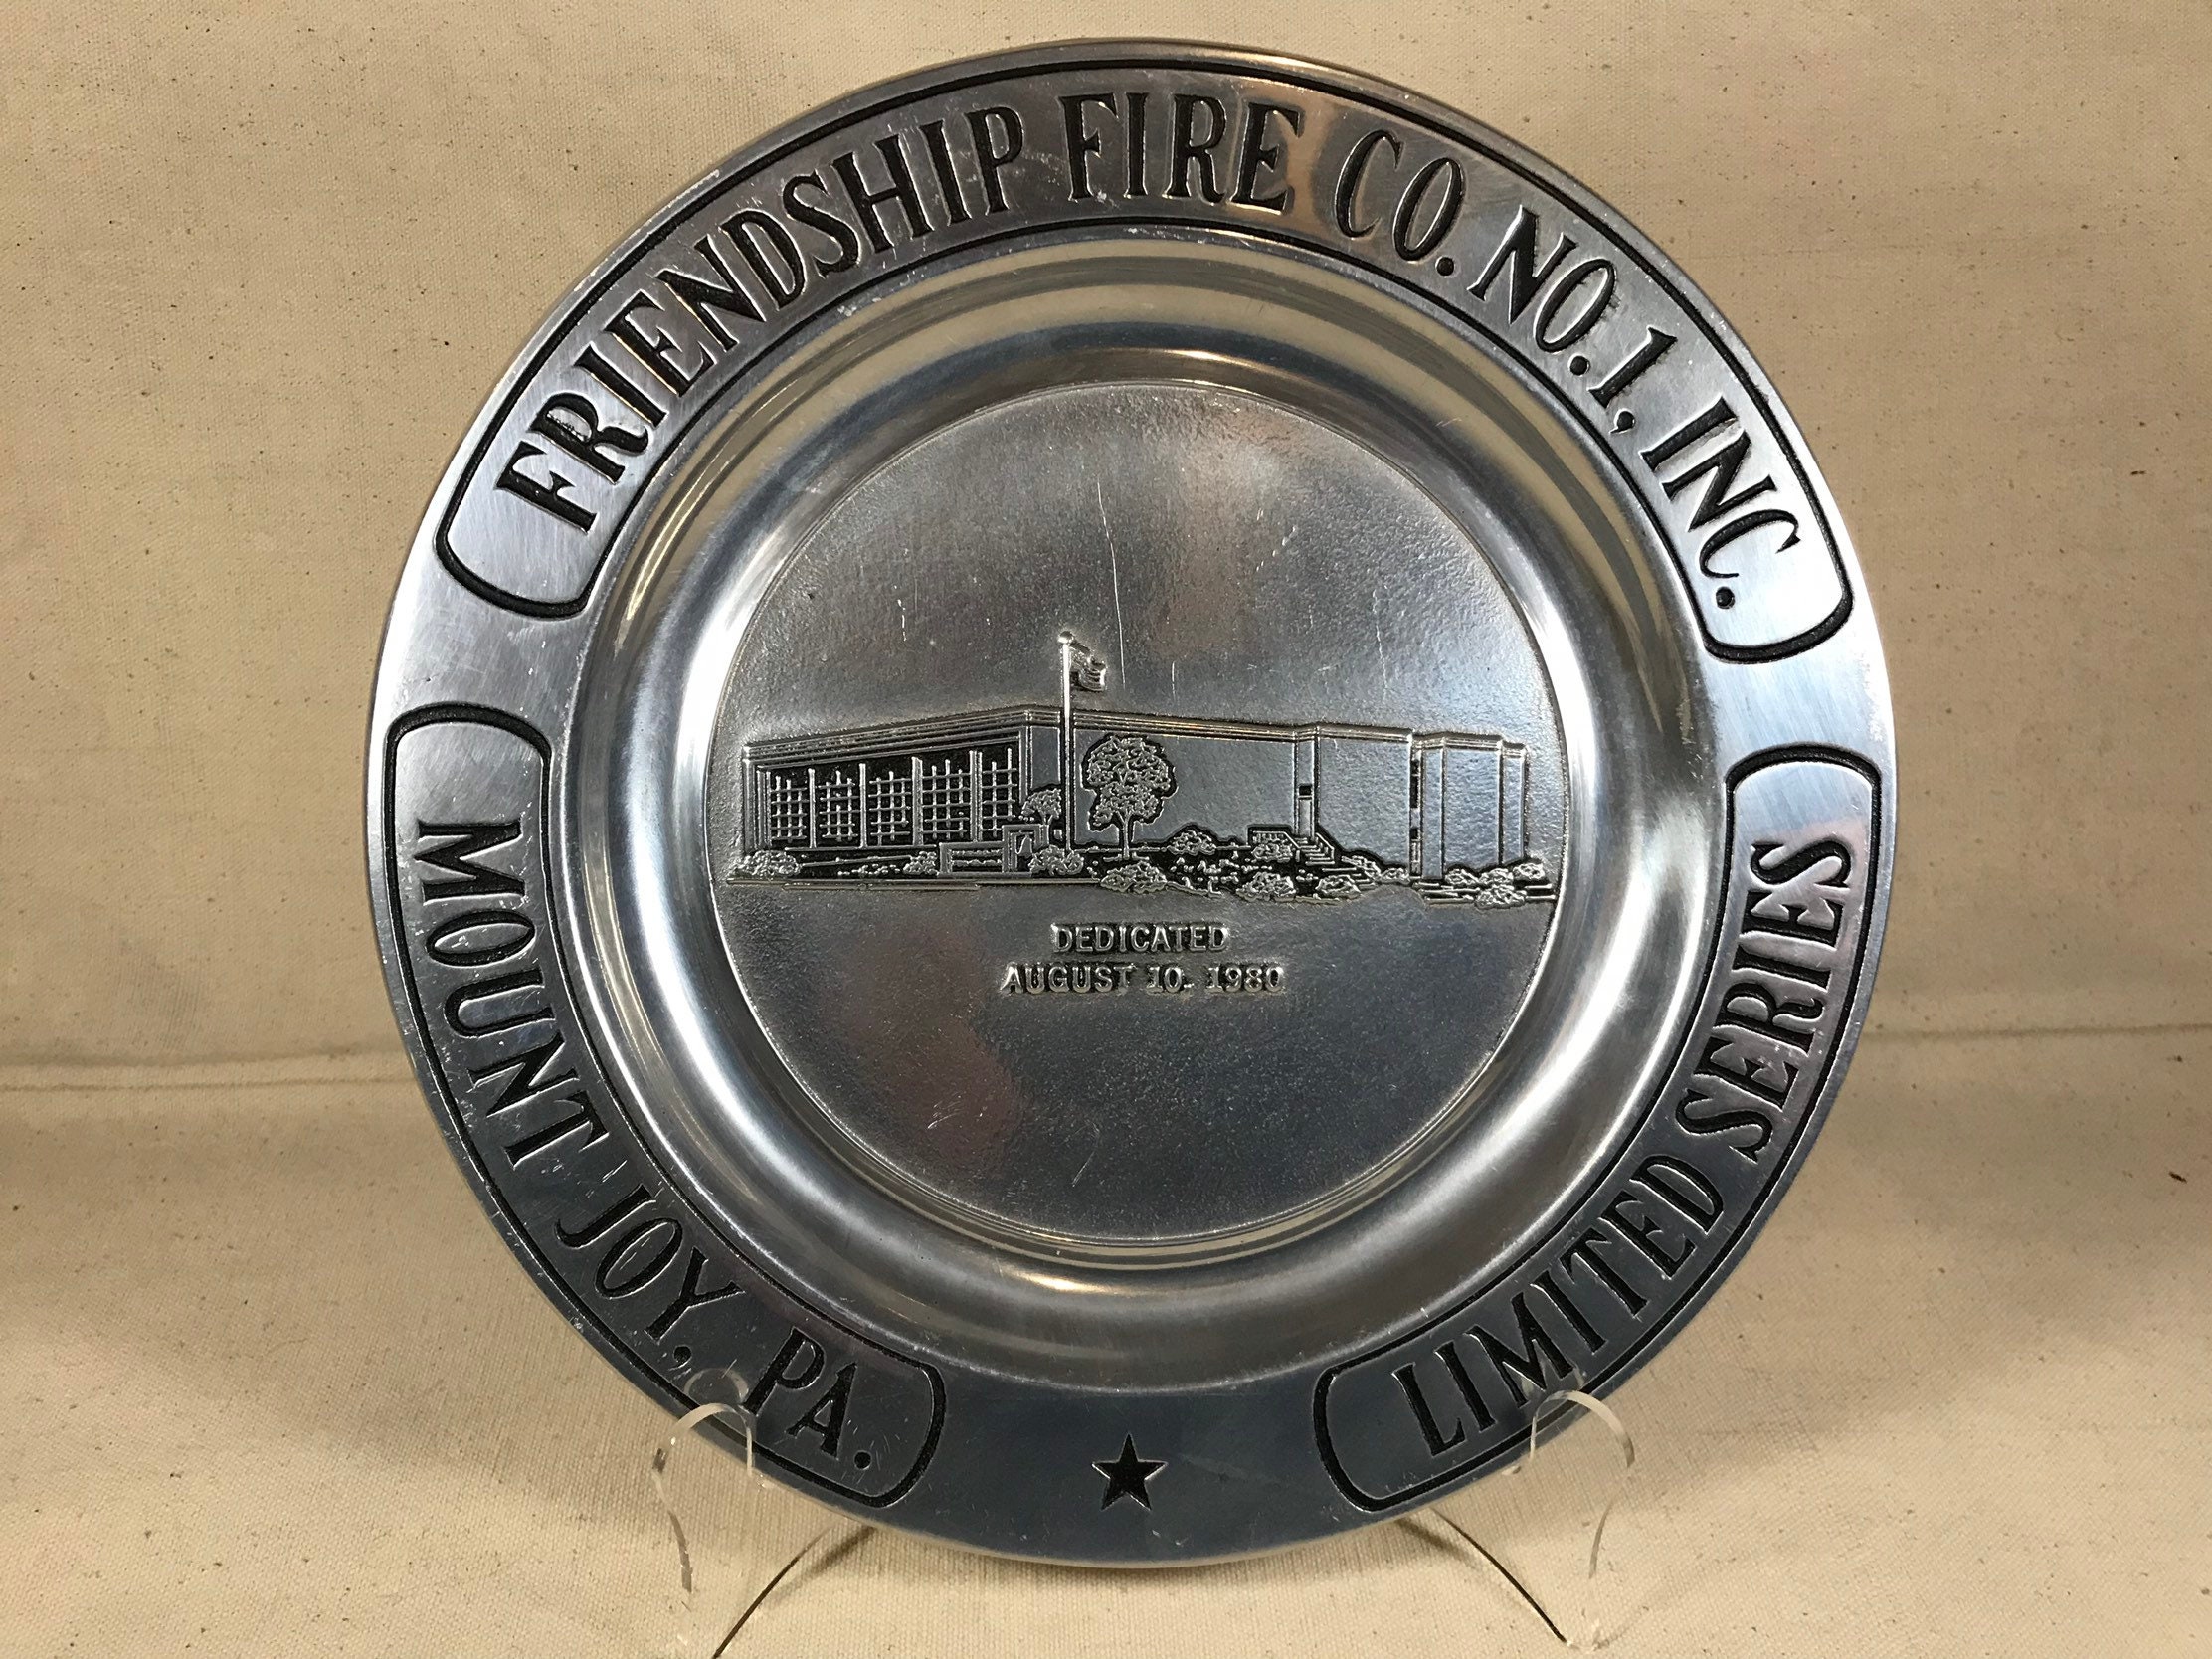 FRIENDSHIP FIRE CO. NO. 1, INC.
DEDICATED
AUGUST 10, 1980
MOUNT JOY, PA.
LIMITED SERIES